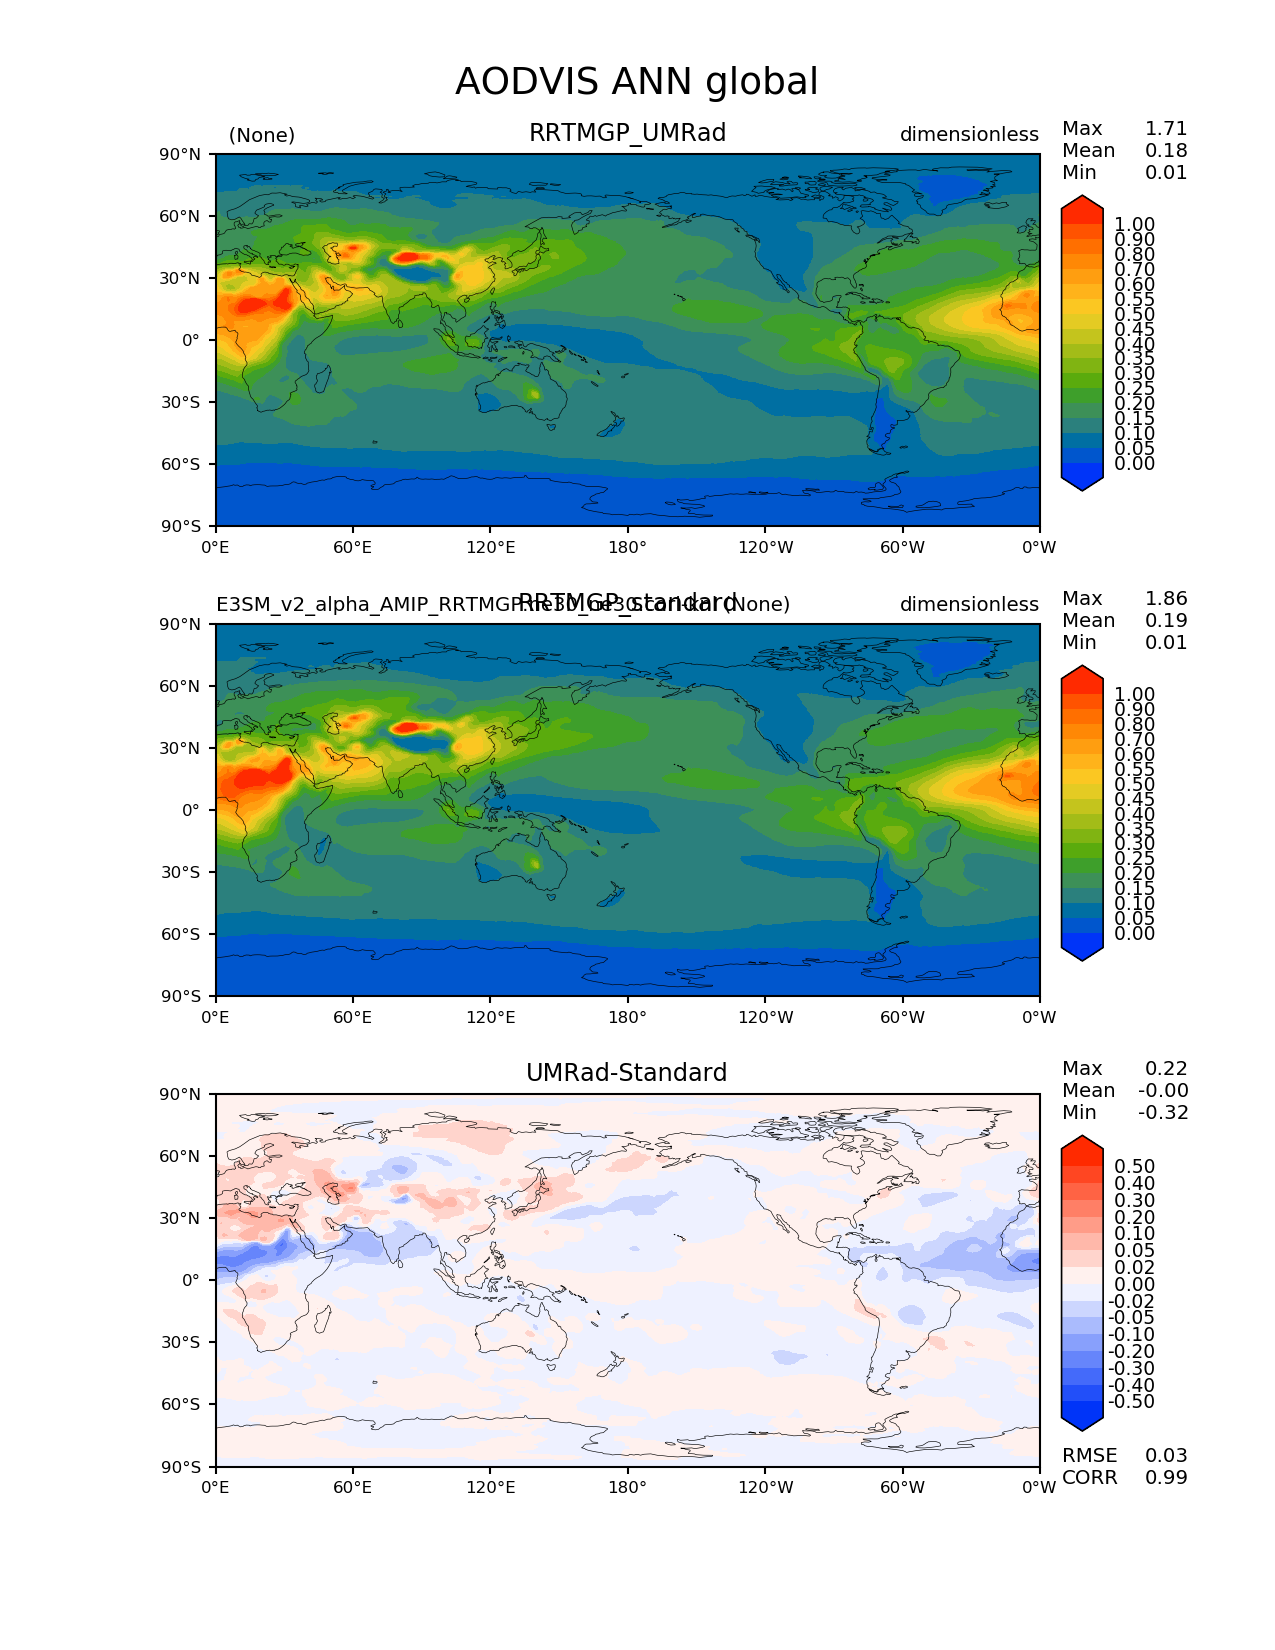 AODVIS ANN global
(None) RRTMGP_UMRad dimensionless
Max 1.71
Mean 0.18
Min 0.01
90°N
60°N
30°N
0°
30°S
60°S
90°S
0°E 60°E 120°E 180° 120°W 60°W 0°W
1.00
0.90
0.80
0.70
0.60
0.55
0.50
0.45
0.40
0.35
0.30
0.25
0.20
0.15
0.10
0.05
0.00
E3SM_v2_alpha_AMIP_RRTMGP (None) RRTMGP_standard dimensionless
Max 1.86
Mean 0.19
Min 0.01
90°N
60°N
30°N
0°
30°S
60°S
90°S
0°E 60°E 120°E 180° 120°W 60°W 0°W
1.00
0.90
0.80
0.70
0.60
0.55
0.50
0.45
0.40
0.35
0.30
0.25
0.20
0.15
0.10
0.05
0.00
UMRad-Standard
Max 0.22
Mean -0.00
Min -0.32
90°N
60°N
30°N
0°
30°S
60°S
90°S
0°E 60°E 120°E 180° 120°W 60°W 0°W
0.50
0.40
0.30
0.20
0.10
0.05
0.02
0.00
-0.02
-0.05
-0.10
-0.20
-0.30
-0.40
-0.50
RMSE 0.03
CORR 0.99